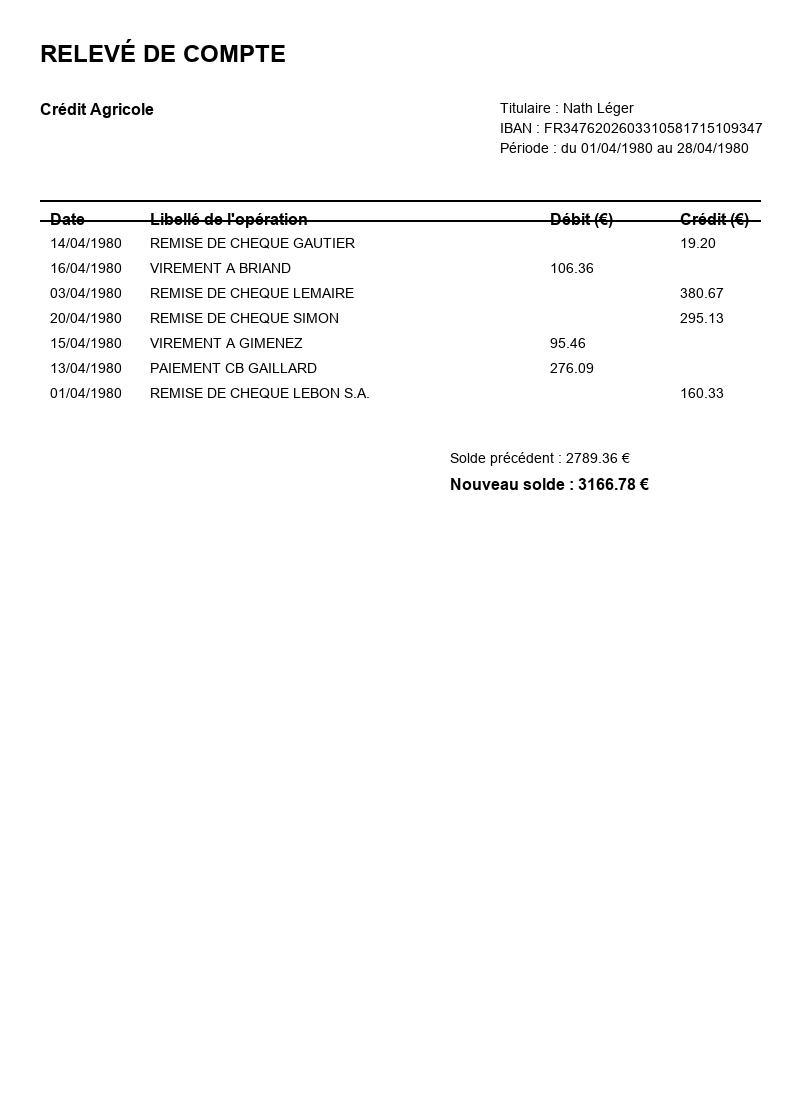 RELEVÉ DE COMPTE
Crédit Agricole
Titulaire : Nath Léger
IBAN : FR3476202603310581715109347
Période : du 01/04/1980 au 28/04/1980
Date Libellé de l'opération Débit (€) Crédit (€)
14/04/1980 REMISE DE CHEQUE GAUTIER 19.20
16/04/1980 VIREMENT A BRIAND 106.36
03/04/1980 REMISE DE CHEQUE LEMAIRE 380.67
20/04/1980 REMISE DE CHEQUE SIMON 295.13
15/04/1980 VIREMENT A GIMENEZ 95.46
13/04/1980 PAIEMENT CB GAILLARD 276.09
01/04/1980 REMISE DE CHEQUE LEBON S.A. 160.33
Solde précédent : 2789.36 €
Nouveau solde : 3166.78 €